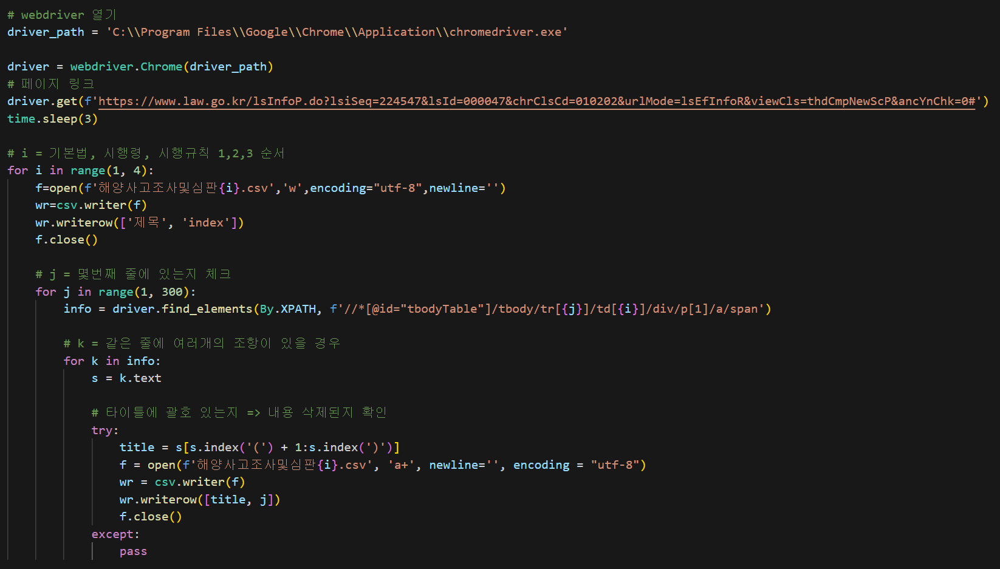 # webdriver 열기
driver_path = 'C:\\Program Files\\Google\\Chrome\\Application\\chromedriver.exe'
driver = webdriver.Chrome(driver_path)
# 페이지 링크
driver.get(f'https://www.law.go.kr/lsInfoP.do?lsiSeq=224547&lsId=000047&chrClsCd=010202&urlMode=lsEfInfoR&viewCls=thdCmpNewScP&ancYnChk=0#')
time.sleep(3)
# i = 기본법, 시행령, 시행규칙 1,2,3 순서
for i in range(1, 4):
    f=open(f'해양사고조사및심판{i}.csv','w',encoding="utf-8",newline='')
    wr=csv.writer(f)
    wr.writerow(['제목', 'index'])
    f.close()
    # j = 몇번째 줄에 있는지 체크
    for j in range(1, 300):
        info = driver.find_elements(By.XPATH, f'//*[@id="tbodyTable"]/tbody/tr[{j}]/td[{i}]/div/p[1]/a/span')
        # k = 같은 줄에 여러개의 조항이 있을 경우
        for k in info:
            s = k.text
            # 타이틀에 괄호 있는지 => 내용 삭제된지 확인
            try:
                title = s[s.index('(') + 1:s.index(')')]
                f = open(f'해양사고조사및심판{i}.csv', 'a+', newline='', encoding = "utf-8")
                wr = csv.writer(f)
                wr.writerow([title, j])
                f.close()
            except:
                pass